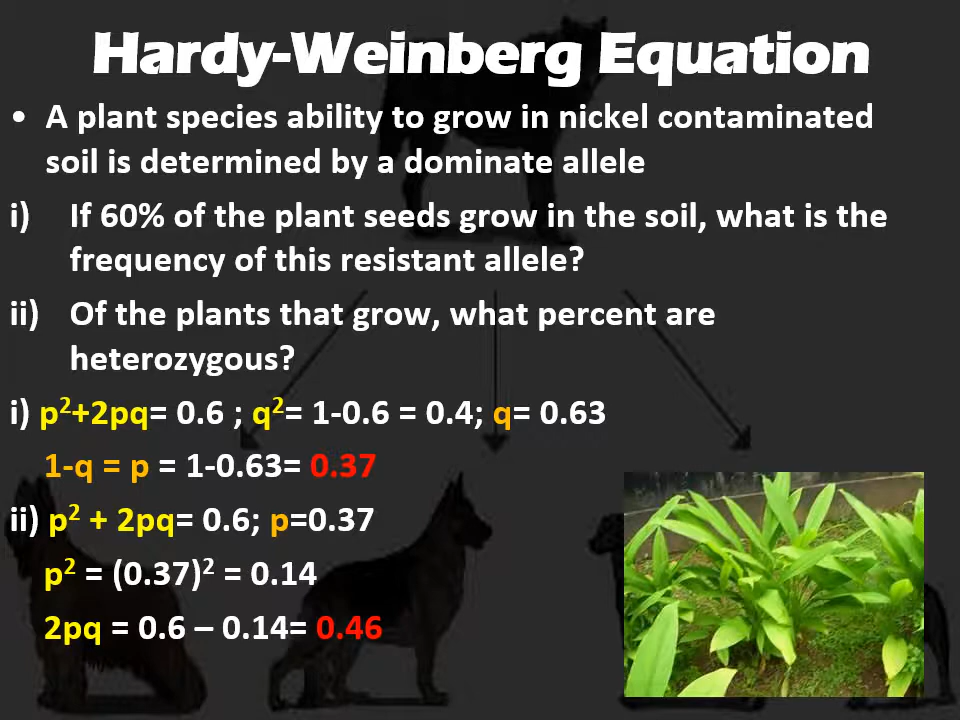 Hardy-Weinberg Equation
• A plant species ability to grow in nickel contaminated
soil is determined by a dominate allele
i) If 60% of the plant seeds grow in the soil, what is the
frequency of this resistant allele?
ii) Of the plants that grow, what percent are
heterozygous?
i) p²+2pq= 0.6 ; q²= 1-0.6 = 0.4; q= 0.63
1-q = p = 1-0.63= 0.37
ii) p² + 2pq= 0.6; p=0.37
p² = (0.37)² = 0.14
2pq = 0.6 – 0.14= 0.46